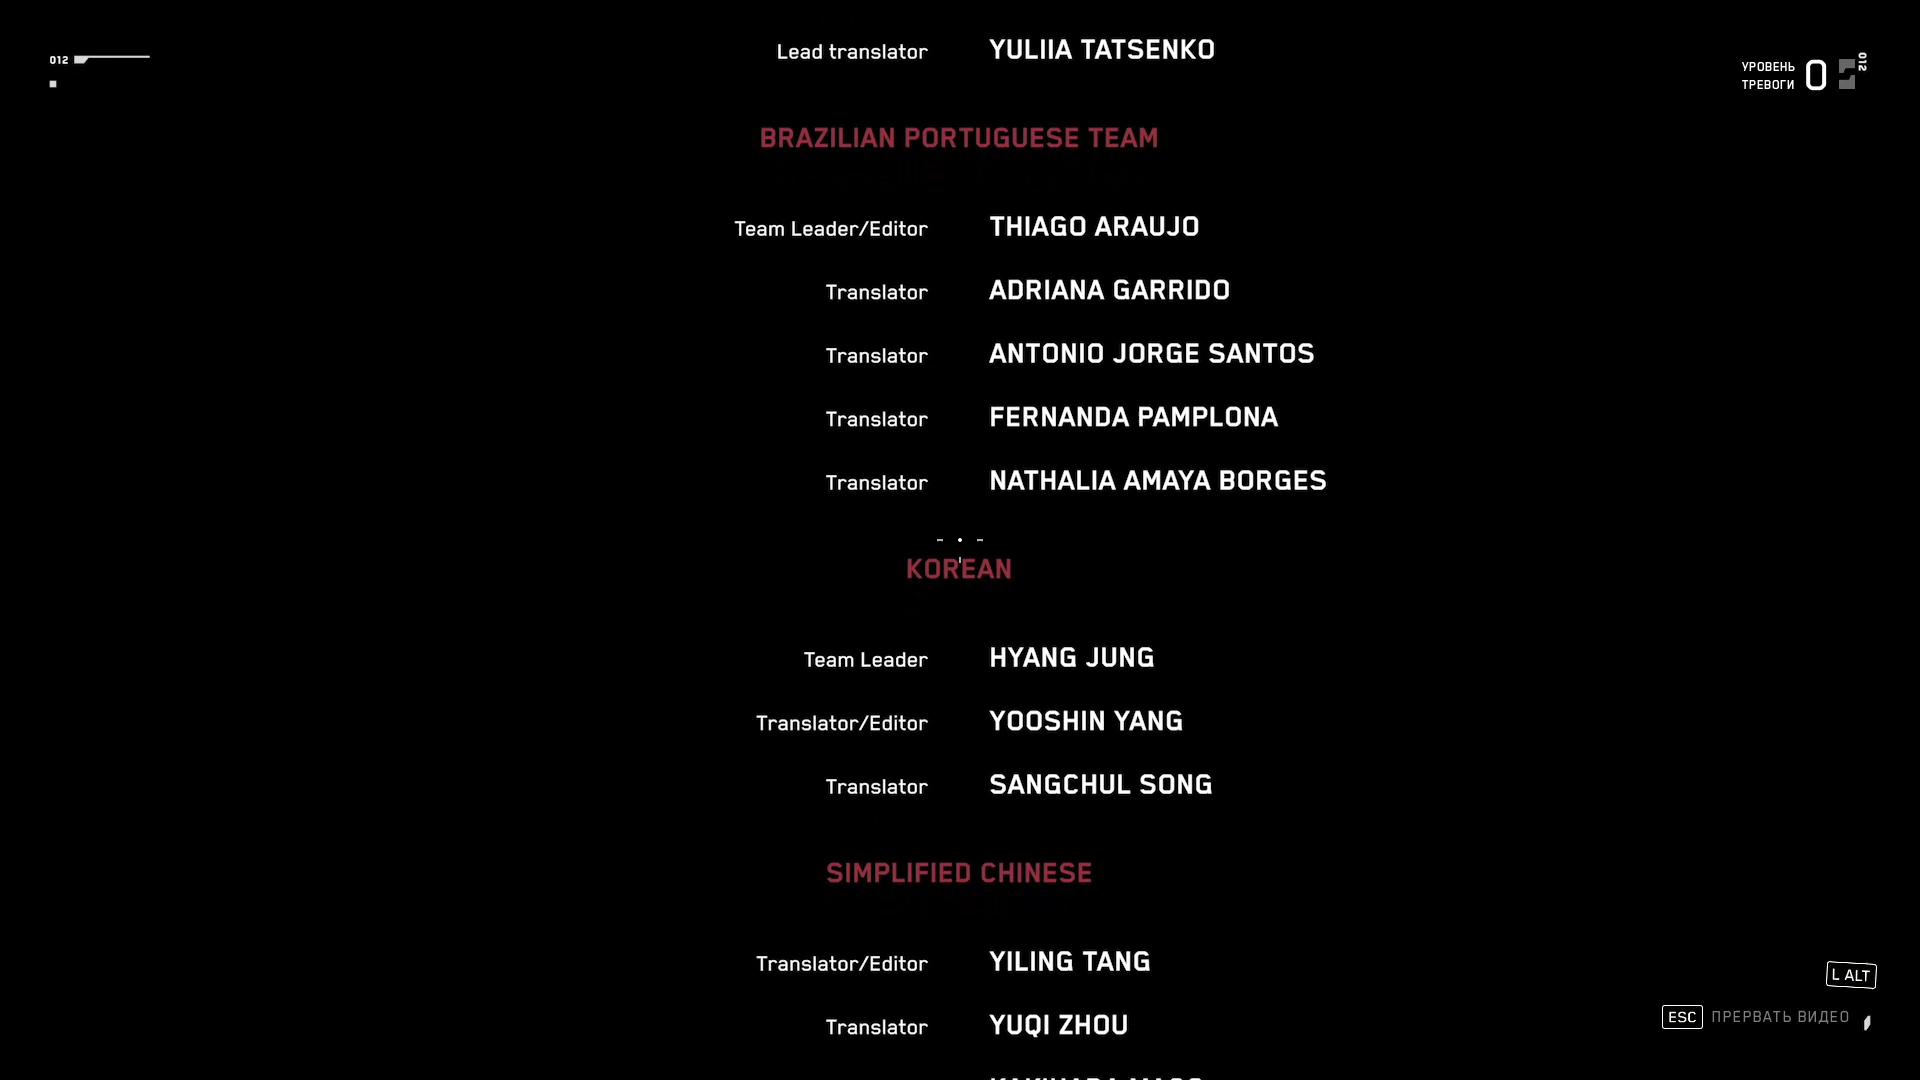 Lead translator YULIIA TATSENKO
012
УРОВЕНЬ ТРЕВОГИ 0 012
BRAZILIAN PORTUGUESE TEAM
Team Leader/Editor THIAGO ARAUJO
Translator ADRIANA GARRIDO
Translator ANTONIO JORGE SANTOS
Translator FERNANDA PAMPLONA
Translator NATHALIA AMAYA BORGES
KOREAN
Team Leader HYANG JUNG
Translator/Editor YOOSHIN YANG
Translator SANGCHUL SONG
SIMPLIFIED CHINESE
Translator/Editor YILING TANG
L ALT
ESC ПРЕРВАТЬ ВИДЕО
Translator YUQI ZHOU